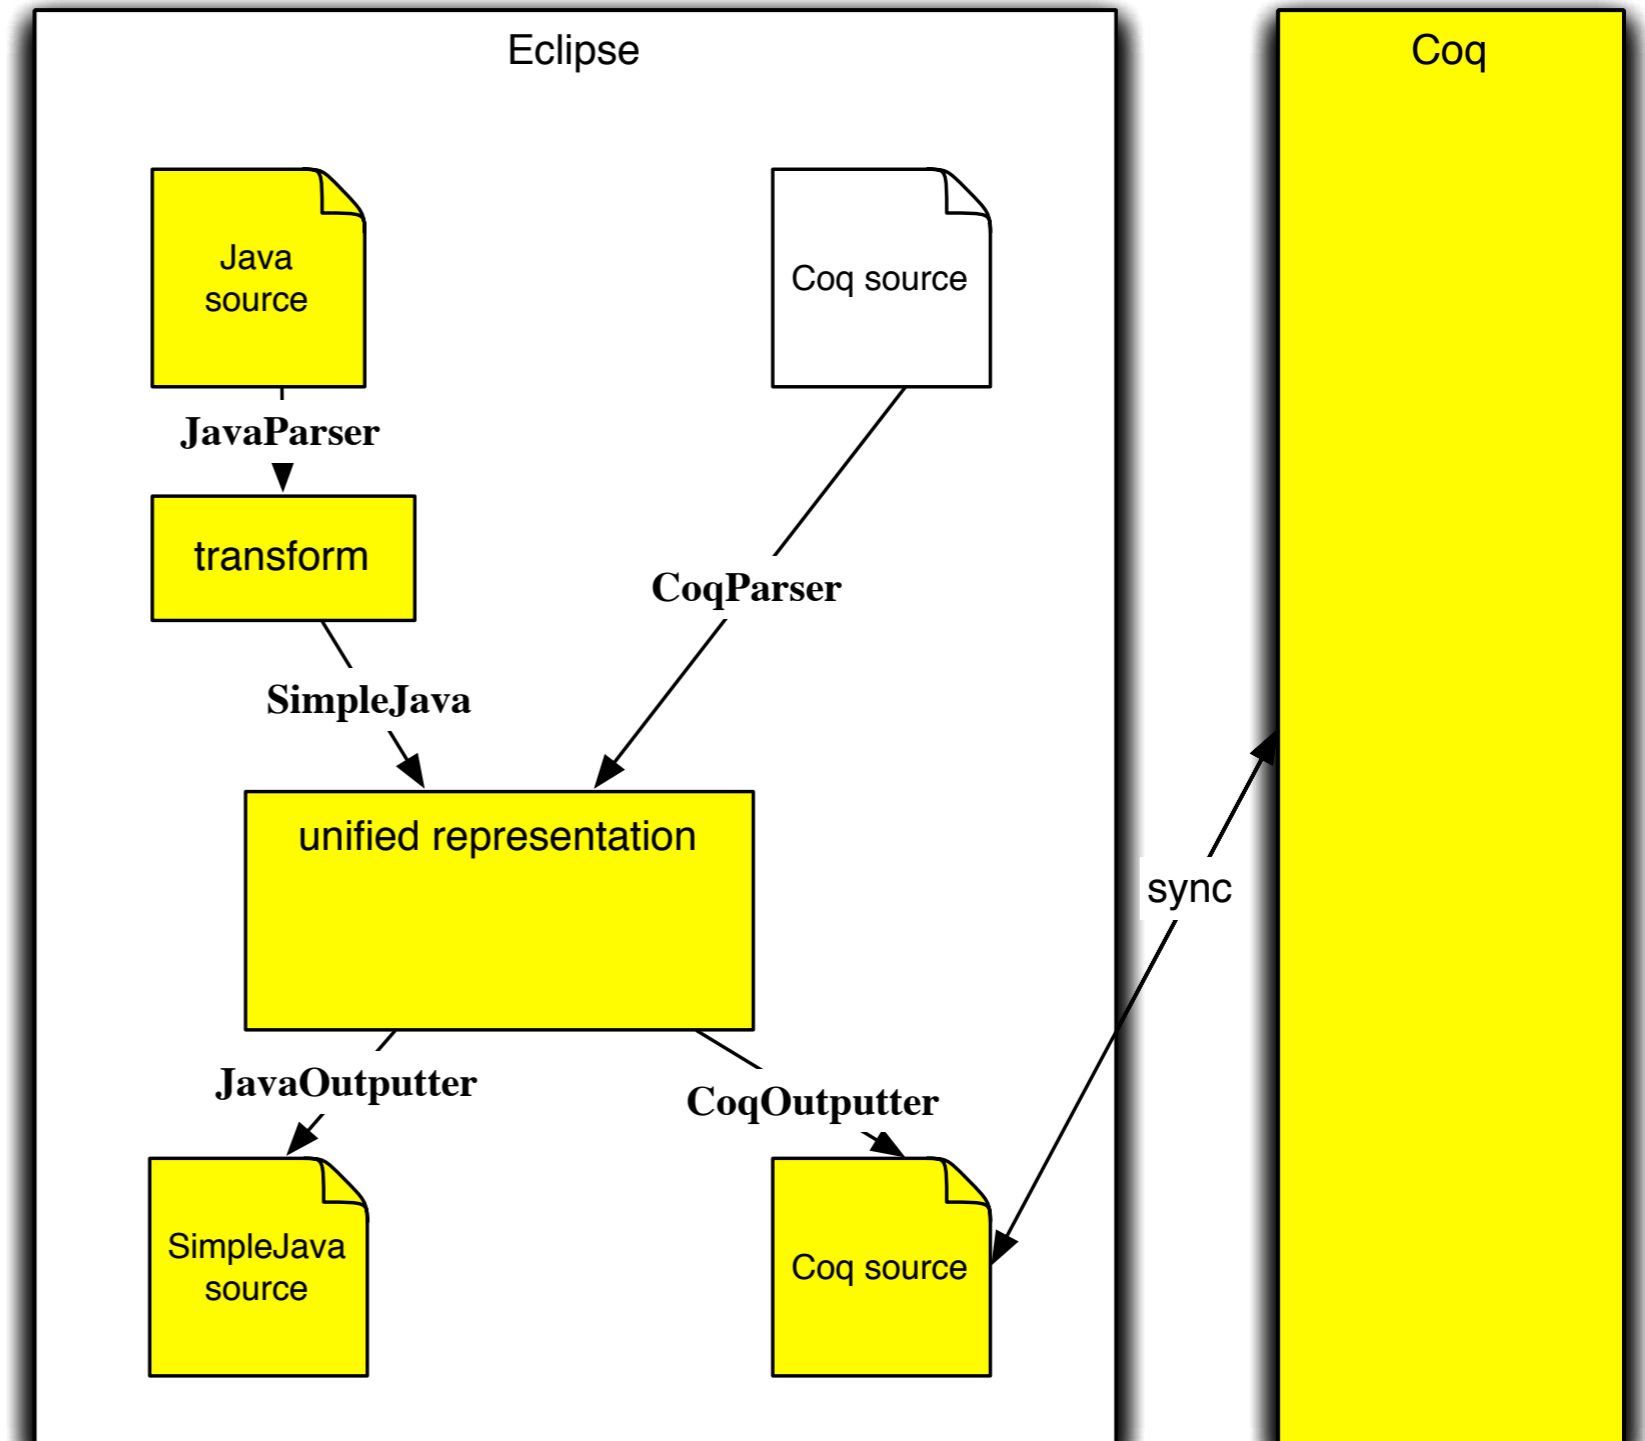 Eclipse
Coq
Java
source
Coq source
JavaParser
transform
CoqParser
SimpleJava
unified representation
sync
JavaOutputter
CoqOutputter
SimpleJava
source
Coq source